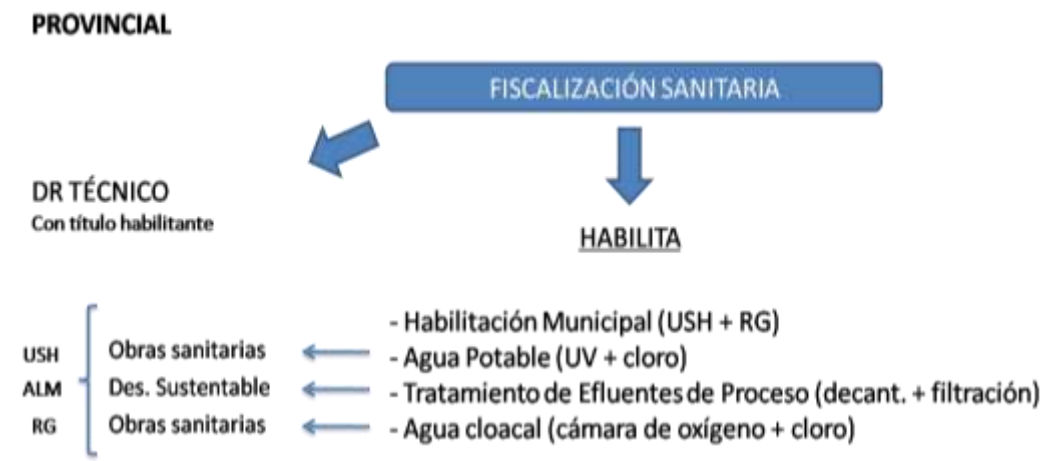 PROVINCIAL
FISCALIZACIÓN SANITARIA
DR TÉCNICO
Con título habilitante
HABILITA
- Habilitación Municipal (USH + RG)
USH Obras sanitarias - Agua Potable (UV + cloro)
ALM Des. Sustentable - Tratamiento de Efluentes de Proceso (decant. + filtración)
RG Obras sanitarias - Agua cloacal (cámara de oxígeno + cloro)